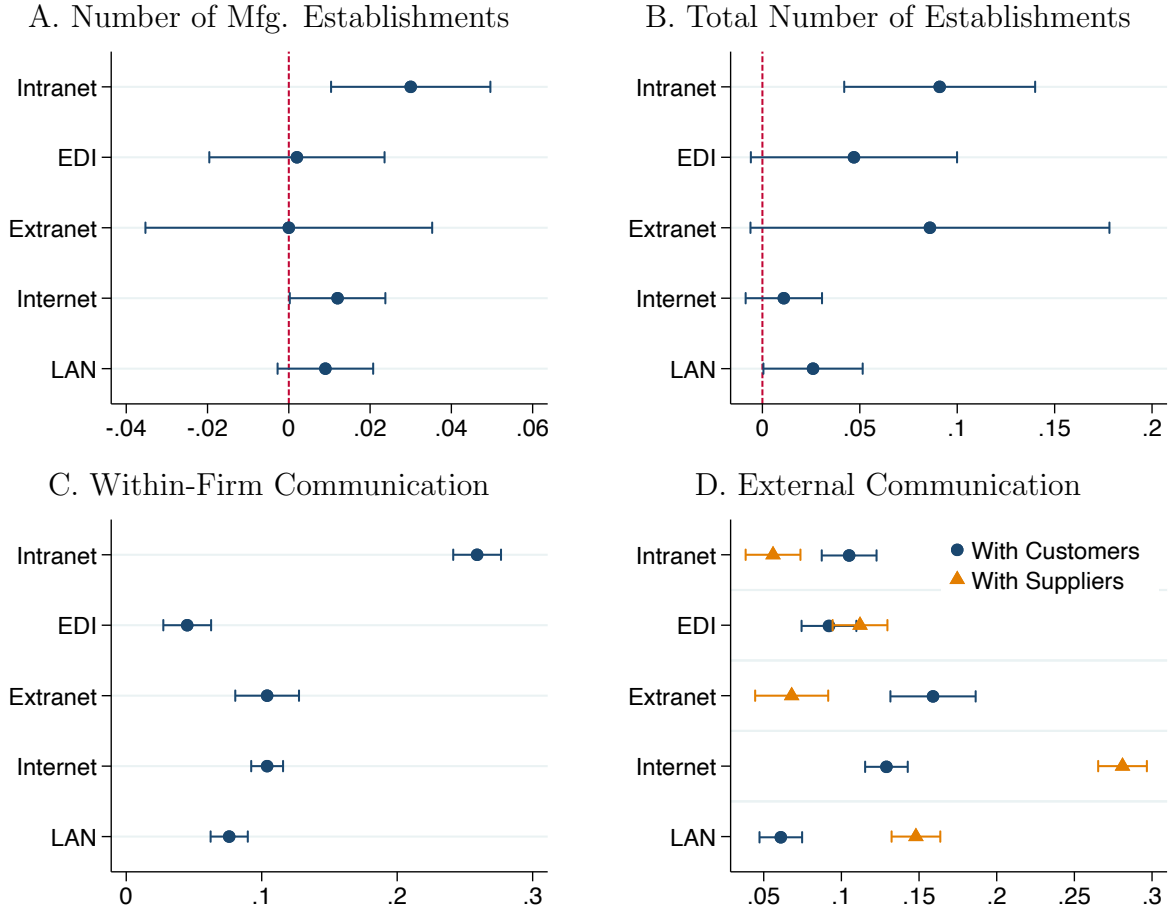 A. Number of Mfg. Establishments
Intranet
EDI
Extranet
Internet
LAN
-.04 -.02 0 .02 .04 .06
B. Total Number of Establishments
Intranet
EDI
Extranet
Internet
LAN
0 .05 .1 .15 .2
C. Within-Firm Communication
Intranet
EDI
Extranet
Internet
LAN
0 .1 .2 .3
D. External Communication
Intranet
EDI
Extranet
Internet
LAN
With Customers
With Suppliers
.05 .1 .15 .2 .25 .3